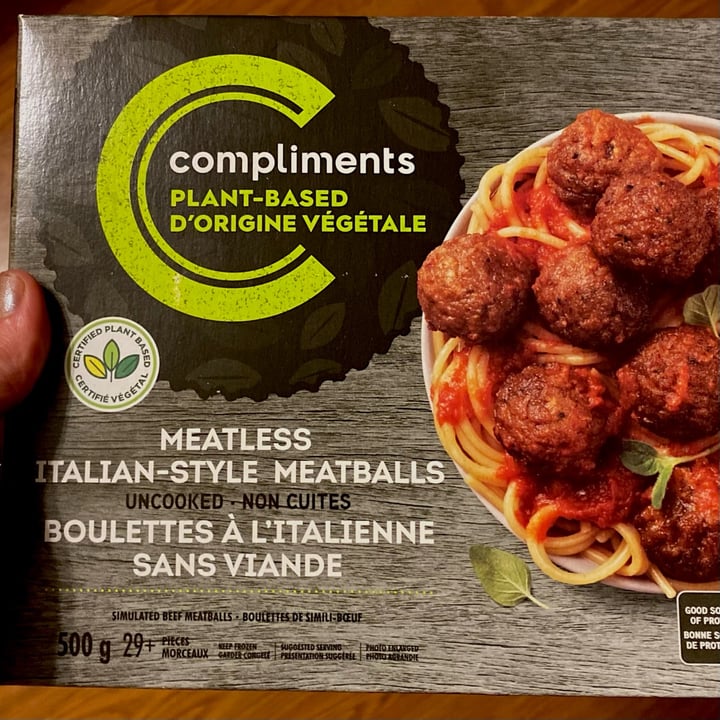 compliments
PLANT-BASED
D'ORIGINE VÉGÉTALE
CERTIFIED PLANT BASED
CERTIFIÉ VÉGÉTAL
MEATLESS
ITALIAN-STYLE MEATBALLS
UNCOOKED · NON CUITES
BOULETTES À L'ITALIENNE
SANS VIANDE
SIMULATED BEEF MEATBALLS · BOULETTES DE SIMILI-BŒUF
500 g 29+ PIECES MORCEAUX
KEEP FROZEN
GARDER CONGELÉ
SUGGESTED SERVING
PRÉSENTATION SUGGÉRÉE
PHOTO ENLARGED
PHOTO AGRANDIE
GOOD SO
OF PRO
BONNE S
DE PROT